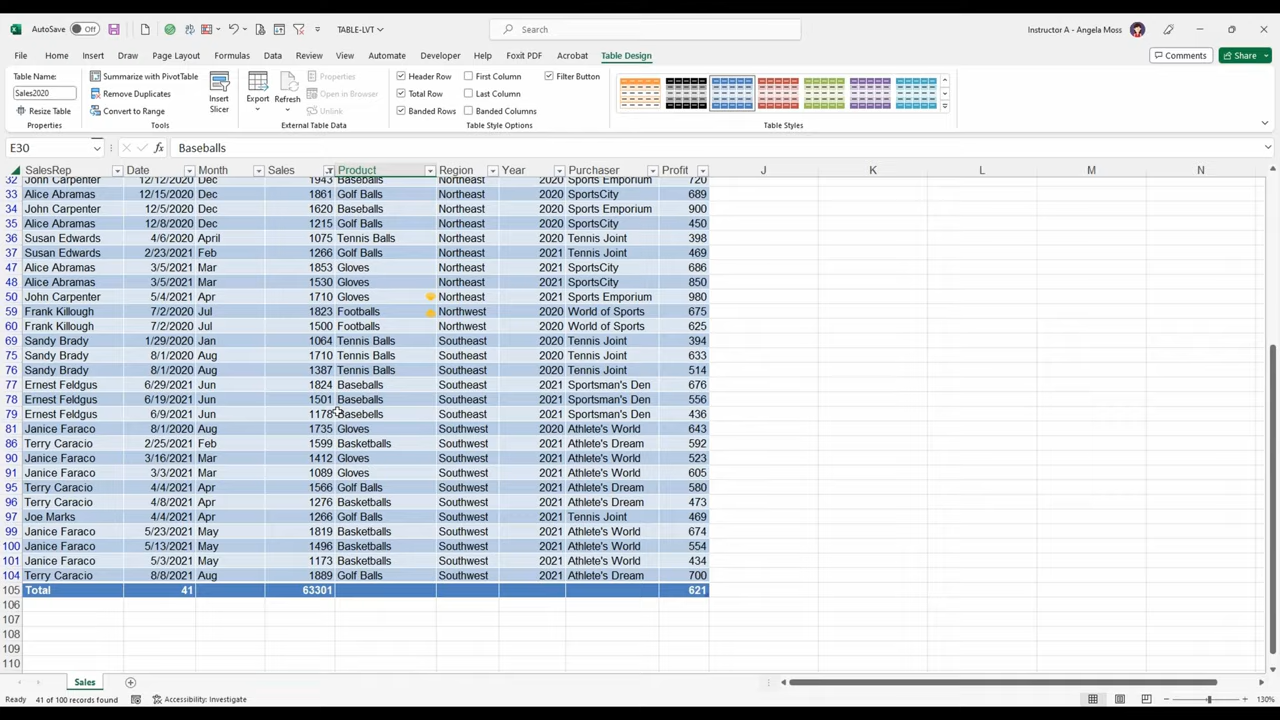 AutoSave Off TABLE-LVT Search Instructor A - Angela Moss
File Home Insert Draw Page Layout Formulas Data Review View Automate Developer Help Foxit PDF Acrobat Table Design Comments Share
Table Name: Summarize with PivotTable Properties Header Row First Column Filter Button
Sales2020 Remove Duplicates Insert Slicer Export Refresh Open in Browser Total Row Last Column
Resize Table Convert to Range Unlink Banded Rows Banded Columns
Properties Tools External Table Data Table Style Options Table Styles
E30 fx Baseballs
SalesRep Date Month Sales Product Region Year Purchaser Profit J K L M N
32 John Carpenter 12/12/2020 Dec 1943 Baseballs Northeast 2020 Sports Emporium 720
33 Alice Abramas 12/15/2020 Dec 1861 Golf Balls Northeast 2020 SportsCity 689
34 John Carpenter 12/5/2020 Dec 1620 Baseballs Northeast 2020 Sports Emporium 900
35 Alice Abramas 12/8/2020 Dec 1215 Golf Balls Northeast 2020 SportsCity 450
36 Susan Edwards 4/6/2020 April 1075 Tennis Balls Northeast 2020 Tennis Joint 398
37 Susan Edwards 2/23/2021 Feb 1266 Golf Balls Northeast 2021 Tennis Joint 469
47 Alice Abramas 3/5/2021 Mar 1853 Gloves Northeast 2021 SportsCity 686
48 Alice Abramas 3/5/2021 Mar 1530 Gloves Northeast 2021 SportsCity 850
50 John Carpenter 5/4/2021 Apr 1710 Gloves Northeast 2021 Sports Emporium 980
59 Frank Killough 7/2/2020 Jul 1823 Footballs Northwest 2020 World of Sports 675
60 Frank Killough 7/2/2020 Jul 1500 Footballs Northwest 2020 World of Sports 625
69 Sandy Brady 1/29/2020 Jan 1064 Tennis Balls Southeast 2020 Tennis Joint 394
75 Sandy Brady 8/1/2020 Aug 1710 Tennis Balls Southeast 2020 Tennis Joint 633
76 Sandy Brady 8/1/2020 Aug 1387 Tennis Balls Southeast 2020 Tennis Joint 514
77 Ernest Feldgus 6/29/2021 Jun 1824 Baseballs Southeast 2021 Sportsman's Den 676
78 Ernest Feldgus 6/19/2021 Jun 1501 Baseballs Southeast 2021 Sportsman's Den 556
79 Ernest Feldgus 6/9/2021 Jun 1178 Basebells Southeast 2021 Sportsman's Den 436
81 Janice Faraco 8/1/2020 Aug 1735 Gloves Southwest 2020 Athlete's World 643
86 Terry Caracio 2/25/2021 Feb 1599 Basketballs Southwest 2021 Athlete's Dream 592
90 Janice Faraco 3/16/2021 Mar 1412 Gloves Southwest 2021 Athlete's World 523
91 Janice Faraco 3/3/2021 Mar 1089 Gloves Southwest 2021 Athlete's World 605
95 Terry Caracio 4/4/2021 Apr 1566 Golf Balls Southwest 2021 Athlete's Dream 580
96 Terry Caracio 4/8/2021 Apr 1276 Basketballs Southwest 2021 Athlete's Dream 473
97 Joe Marks 4/4/2021 Apr 1266 Golf Balls Southwest 2021 Tennis Joint 469
99 Janice Faraco 5/23/2021 May 1819 Basketballs Southwest 2021 Athlete's World 674
100 Janice Faraco 5/13/2021 May 1496 Basketballs Southwest 2021 Athlete's World 554
101 Janice Faraco 5/3/2021 May 1173 Basketballs Southwest 2021 Athlete's World 434
104 Terry Caracio 8/8/2021 Aug 1889 Golf Balls Southwest 2021 Athlete's Dream 700
105 Total 41 63301 621
106
107
108
109
110
Sales
Ready 41 of 100 records found Accessibility: Investigate 130%